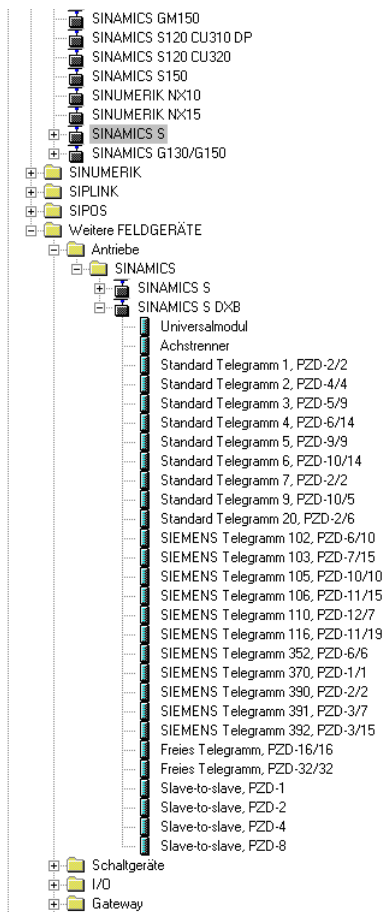 SINAMICS GM150
SINAMICS S120 CU310 DP
SINAMICS S120 CU320
SINAMICS S150
SINUMERIK NX10
SINUMERIK NX15
SINAMICS S
SINAMICS G130/G150
SINUMERIK
SIPLINK
SIPOS
Weitere FELDGERÄTE
Antriebe
SINAMICS
SINAMICS S
SINAMICS S DXB
Universalmodul
Achstrenner
Standard Telegramm 1, PZD-2/2
Standard Telegramm 2, PZD-4/4
Standard Telegramm 3, PZD-5/9
Standard Telegramm 4, PZD-6/14
Standard Telegramm 5, PZD-9/9
Standard Telegramm 6, PZD-10/14
Standard Telegramm 7, PZD-2/2
Standard Telegramm 9, PZD-10/5
Standard Telegramm 20, PZD-2/6
SIEMENS Telegramm 102, PZD-6/10
SIEMENS Telegramm 103, PZD-7/15
SIEMENS Telegramm 105, PZD-10/10
SIEMENS Telegramm 106, PZD-11/15
SIEMENS Telegramm 110, PZD-12/7
SIEMENS Telegramm 116, PZD-11/19
SIEMENS Telegramm 352, PZD-6/6
SIEMENS Telegramm 370, PZD-1/1
SIEMENS Telegramm 390, PZD-2/2
SIEMENS Telegramm 391, PZD-3/7
SIEMENS Telegramm 392, PZD-3/15
Freies Telegramm, PZD-16/16
Freies Telegramm, PZD-32/32
Slave-to-slave, PZD-1
Slave-to-slave, PZD-2
Slave-to-slave, PZD-4
Slave-to-slave, PZD-8
Schaltgeräte
I/O
Gateway